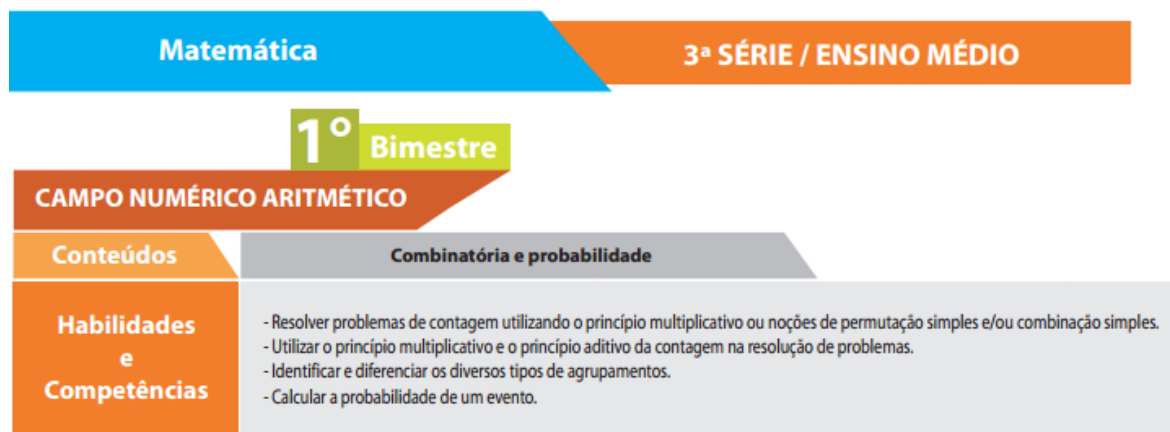 Matemática
3ª SÉRIE / ENSINO MÉDIO
1° Bimestre
CAMPO NUMÉRICO ARITMÉTICO
Conteúdos
Combinatória e probabilidade
Habilidades
e
Competências
- Resolver problemas de contagem utilizando o princípio multiplicativo ou noções de permutação simples e/ou combinação simples.
- Utilizar o princípio multiplicativo e o princípio aditivo da contagem na resolução de problemas.
- Identificar e diferenciar os diversos tipos de agrupamentos.
- Calcular a probabilidade de um evento.